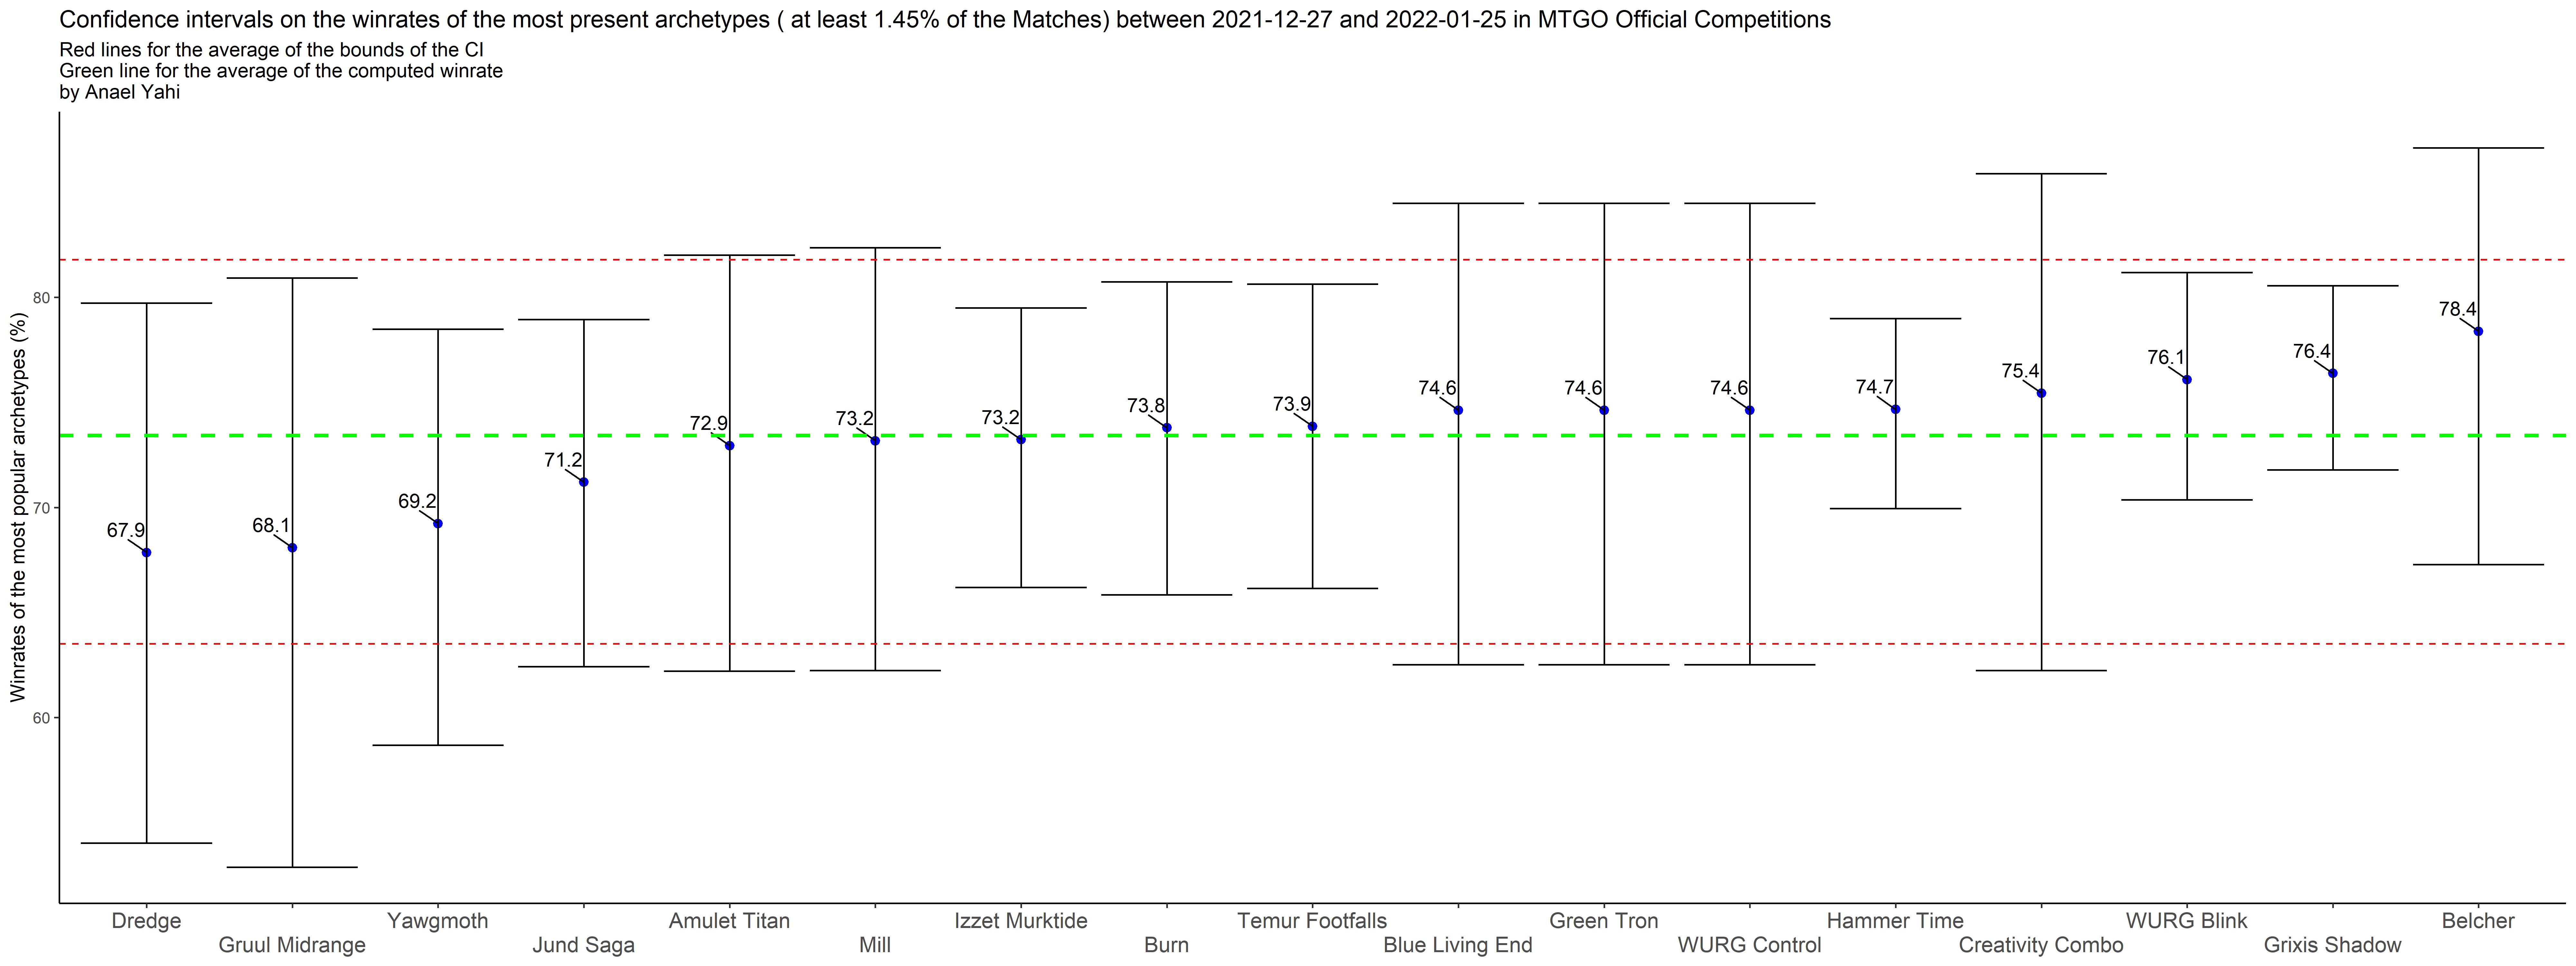 Confidence intervals on the winrates of the most present archetypes ( at least 1.45% of the Matches) between 2021-12-27 and 2022-01-25 in MTGO Official Competitions
Red lines for the average of the bounds of the CI
Green line for the average of the computed winrate
by Anael Yahi
Winrates of the most popular archetypes (%)
80
70
60
67.9
68.1
69.2
71.2
72.9
73.2
73.2
73.8
73.9
74.6
74.6
74.6
74.7
75.4
76.1
76.4
78.4
Dredge
Gruul Midrange
Yawgmoth
Jund Saga
Amulet Titan
Mill
Izzet Murktide
Burn
Temur Footfalls
Blue Living End
Green Tron
WURG Control
Hammer Time
Creativity Combo
WURG Blink
Grixis Shadow
Belcher